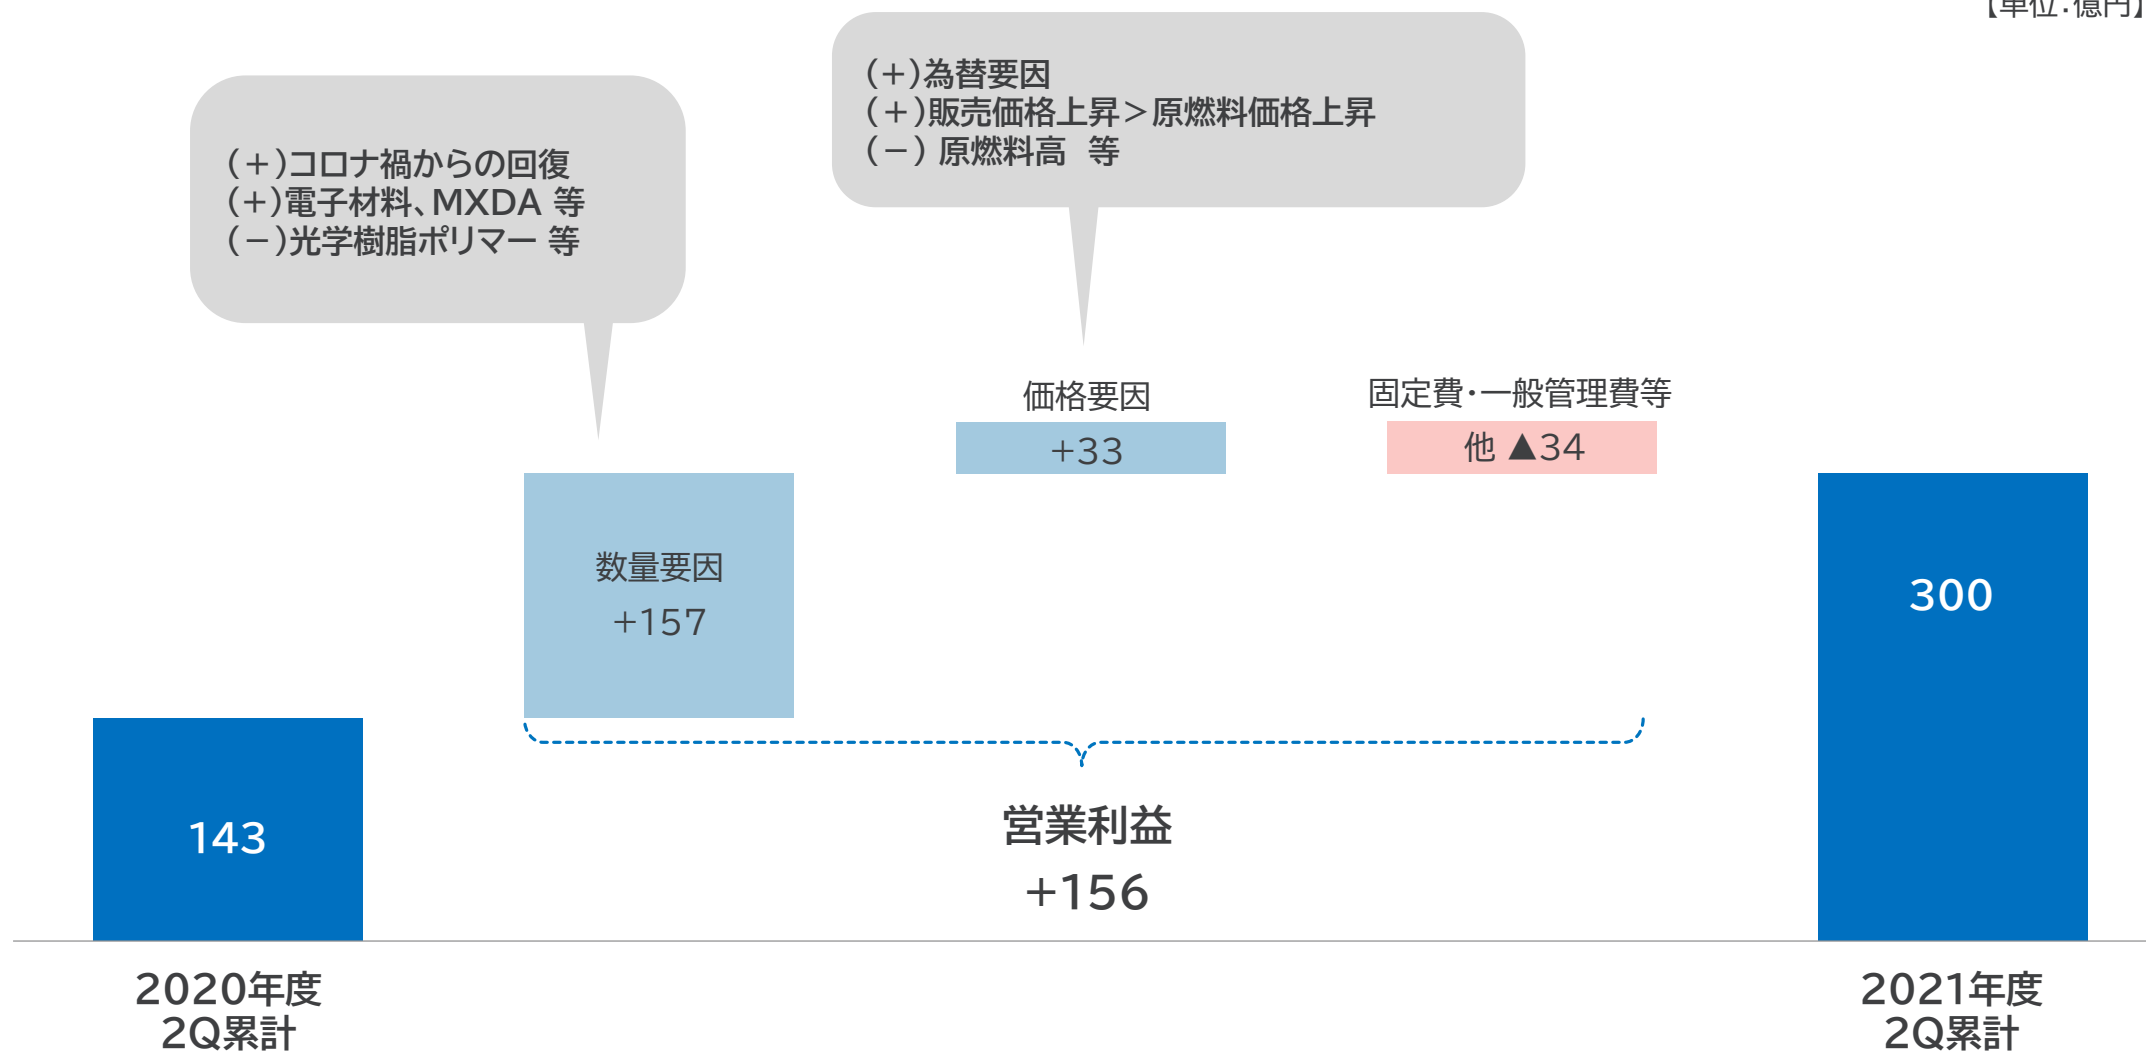 【単位：億円】
(＋)為替要因
(＋)販売価格上昇＞原燃料価格上昇
(－) 原燃料高 等
(＋)コロナ禍からの回復
(＋)電子材料、MXDA 等
(－)光学樹脂ポリマー 等
価格要因
+33
固定費・一般管理費等
他 ▲34
数量要因
+157
300
143
営業利益
+156
2020年度
2Q累計
2021年度
2Q累計